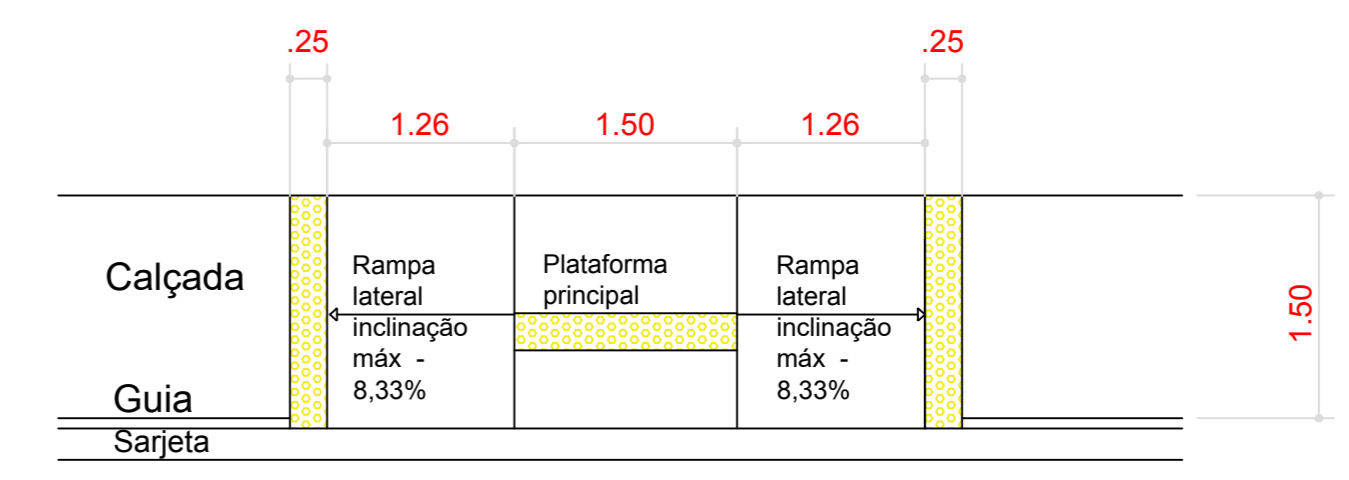 .25
.25
1.26
1.50
1.26
Calçada
Rampa
lateral
inclinação
máx -
8,33%
Plataforma
principal
Rampa
lateral
inclinação
máx -
8,33%
1.50
Guia
Sarjeta